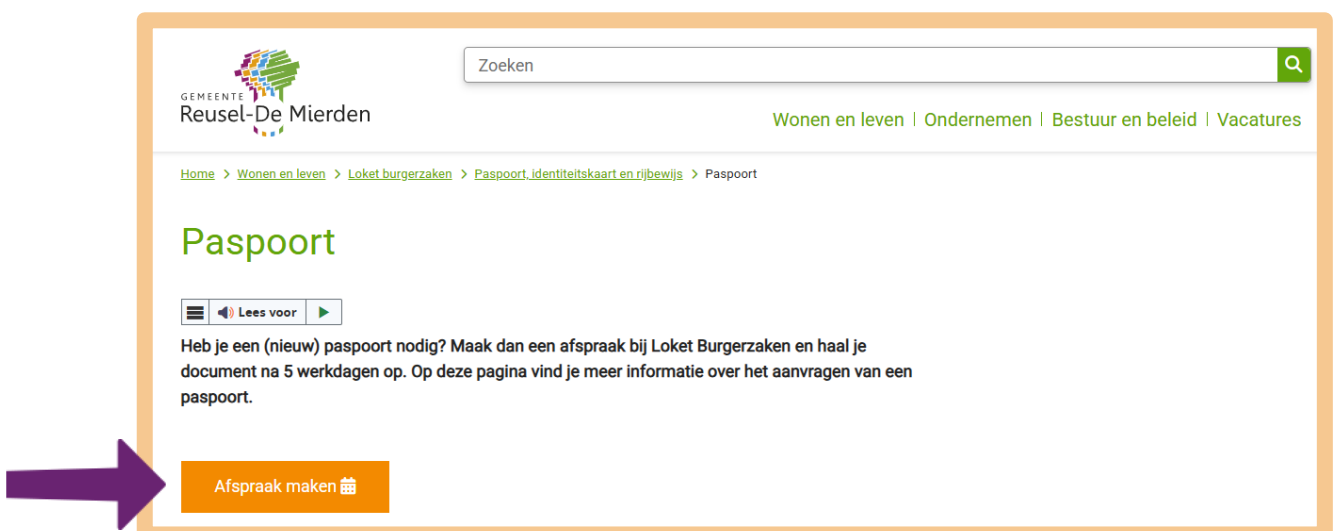 Zoeken
GEMEENTE
Reusel-De Mierden
Wonen en leven | Ondernemen | Bestuur en beleid | Vacatures
Home > Wonen en leven > Loket burgerzaken > Paspoort, identiteitskaart en rijbewijs > Paspoort
Paspoort
Lees voor
Heb je een (nieuw) paspoort nodig? Maak dan een afspraak bij Loket Burgerzaken en haal je
document na 5 werkdagen op. Op deze pagina vind je meer informatie over het aanvragen van een
paspoort.
Afspraak maken